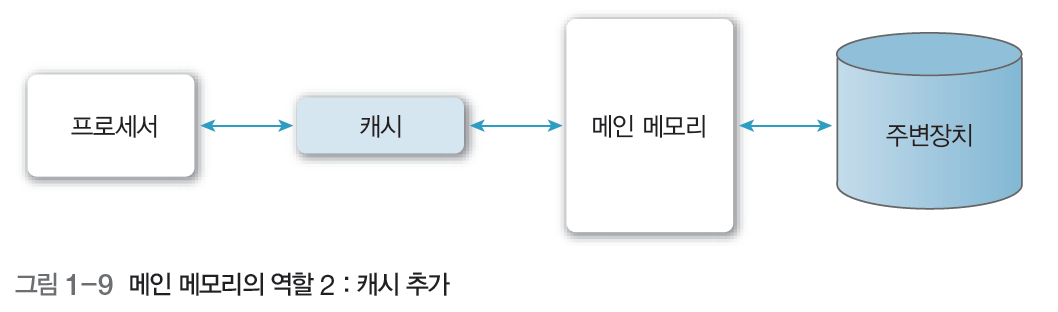 프로세서
캐시
메인 메모리
주변장치
그림 1-9 메인 메모리의 역할 2 : 캐시 추가